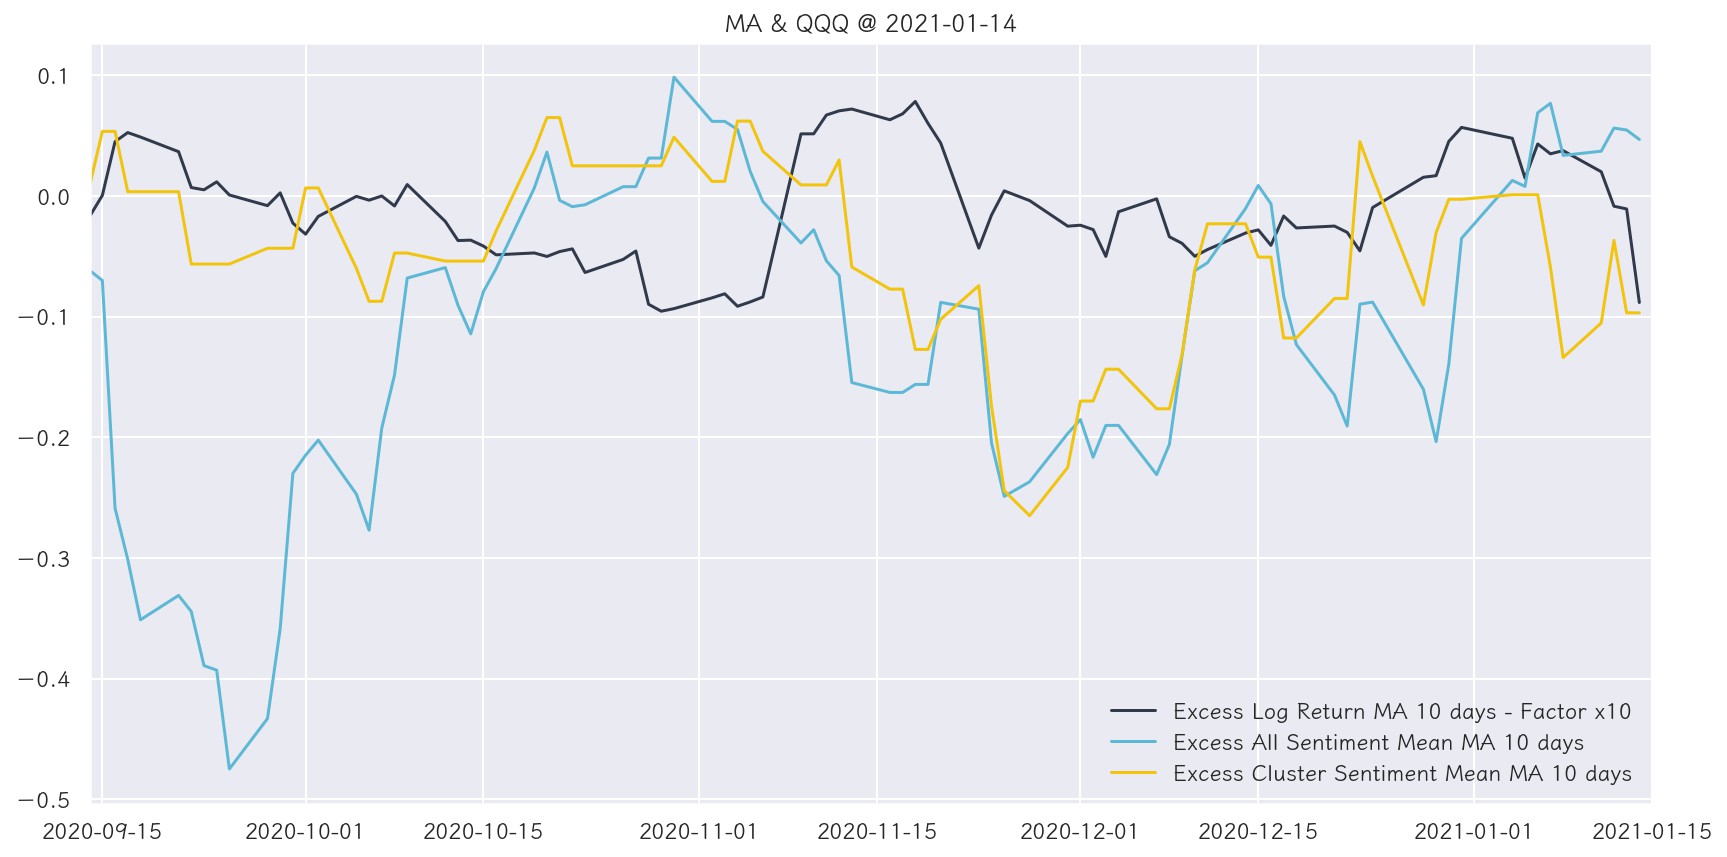 MA & QQQ @ 2021-01-14
0.1
0.0
−0.1
−0.2
−0.3
−0.4
−0.5
Excess Log Return MA 10 days - Factor x10
Excess All Sentiment Mean MA 10 days
Excess Cluster Sentiment Mean MA 10 days
2020-09-15 2020-10-01 2020-10-15 2020-11-01 2020-11-15 2020-12-01 2020-12-15 2021-01-01 2021-01-15